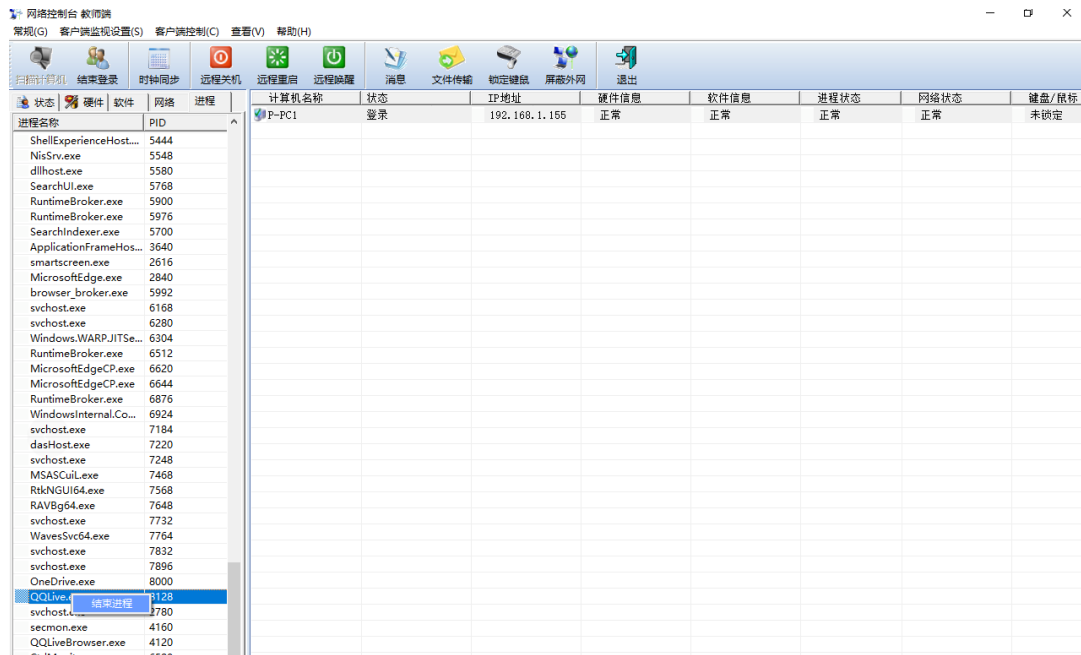 网络控制台 教师端
常规(G) 客户端监视设置(S) 客户端控制(C) 查看(V) 帮助(H)
扫描计算机 结束登录 时钟同步 远程关机 远程重启 远程唤醒 消息 文件传输 锁定键鼠 屏蔽外网 退出
状态 硬件 软件 网络 进程
计算机名称 状态 IP地址 硬件信息 软件信息 进程状态 网络状态 键盘/鼠标
P-PC1 登录 192.168.1.155 正常 正常 正常 正常 未锁定
进程名称 PID
ShellExperienceHost.... 5444
NisSrv.exe 5548
dllhost.exe 5580
SearchUI.exe 5768
RuntimeBroker.exe 5900
RuntimeBroker.exe 5976
SearchIndexer.exe 5700
ApplicationFrameHos... 3640
smartscreen.exe 2616
MicrosoftEdge.exe 2840
browser_broker.exe 5992
svchost.exe 6168
svchost.exe 6280
Windows.WARP.JITSe... 6304
RuntimeBroker.exe 6512
MicrosoftEdgeCP.exe 6620
MicrosoftEdgeCP.exe 6644
RuntimeBroker.exe 6876
WindowsInternal.Co... 6924
svchost.exe 7184
dasHost.exe 7220
svchost.exe 7248
MSASCuiL.exe 7468
RtkNGUI64.exe 7568
RAVBg64.exe 7648
svchost.exe 7732
WavesSvc64.exe 7764
svchost.exe 7832
svchost.exe 7896
OneDrive.exe 8000
QQLive.e 8128
结束进程
svchost. 2780
secmon.exe 4160
QQLiveBrowser.exe 4120